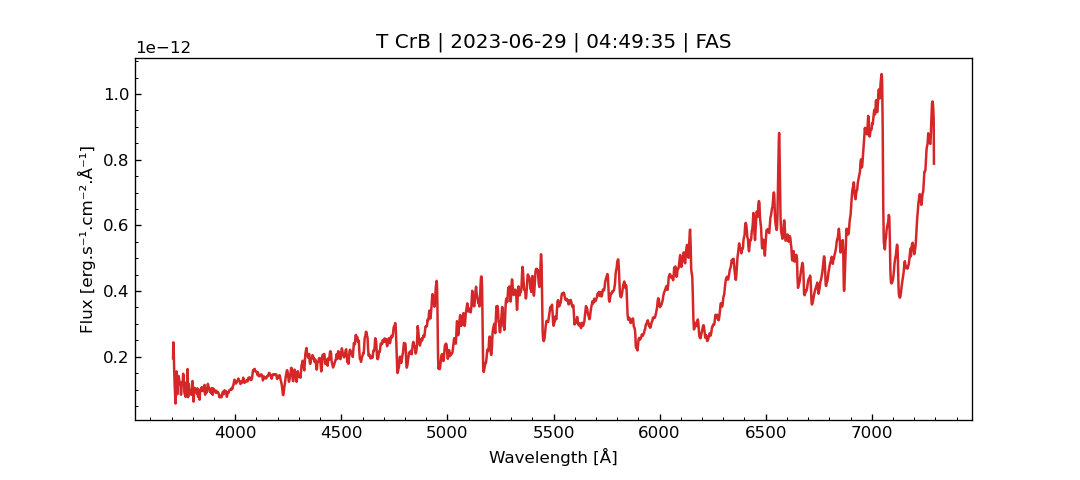 T CrB | 2023-06-29 | 04:49:35 | FAS
1e−12
1.0
0.8
0.6
0.4
0.2
Flux [erg.s⁻¹.cm⁻².Å⁻¹]
4000 4500 5000 5500 6000 6500 7000
Wavelength [Å]